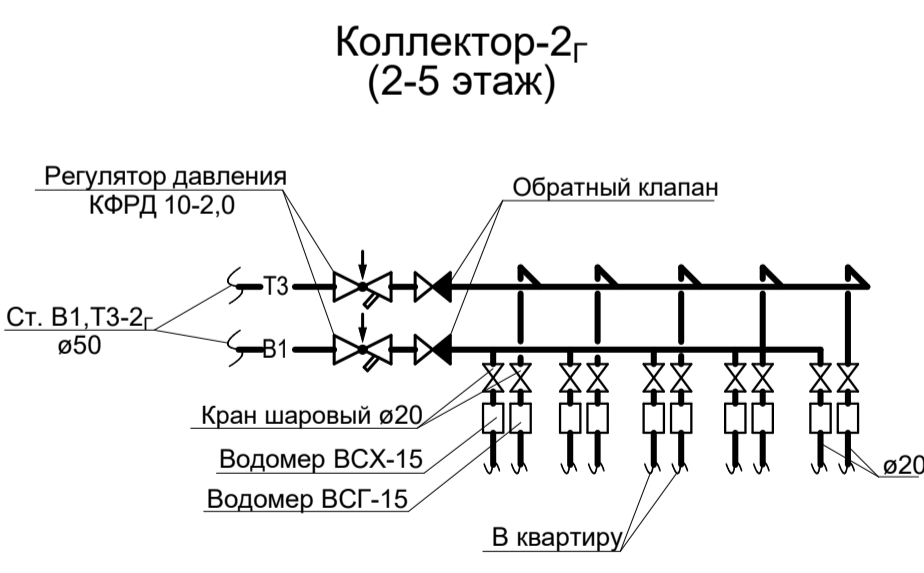 Коллектор-2г
(2-5 этаж)
Регулятор давления
КФРД 10-2,0
Обратный клапан
Т3
Ст. В1,Т3-2г
ø50
В1
Кран шаровый ø20
Водомер ВСХ-15
ø20
Водомер ВСГ-15
В квартиру